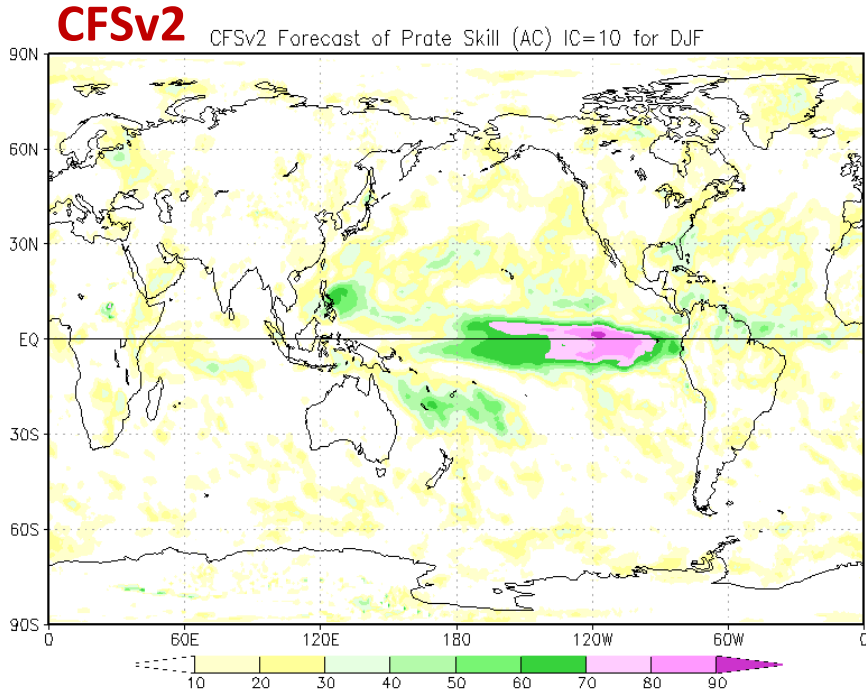 CFSv2 CFSv2 Forecast of Prate Skill (AC) IC=10 for DJF
90N
60N
30N
EQ
30S
60S
90S
0 60E 120E 180 120W 60W 0
10 20 30 40 50 60 70 80 90